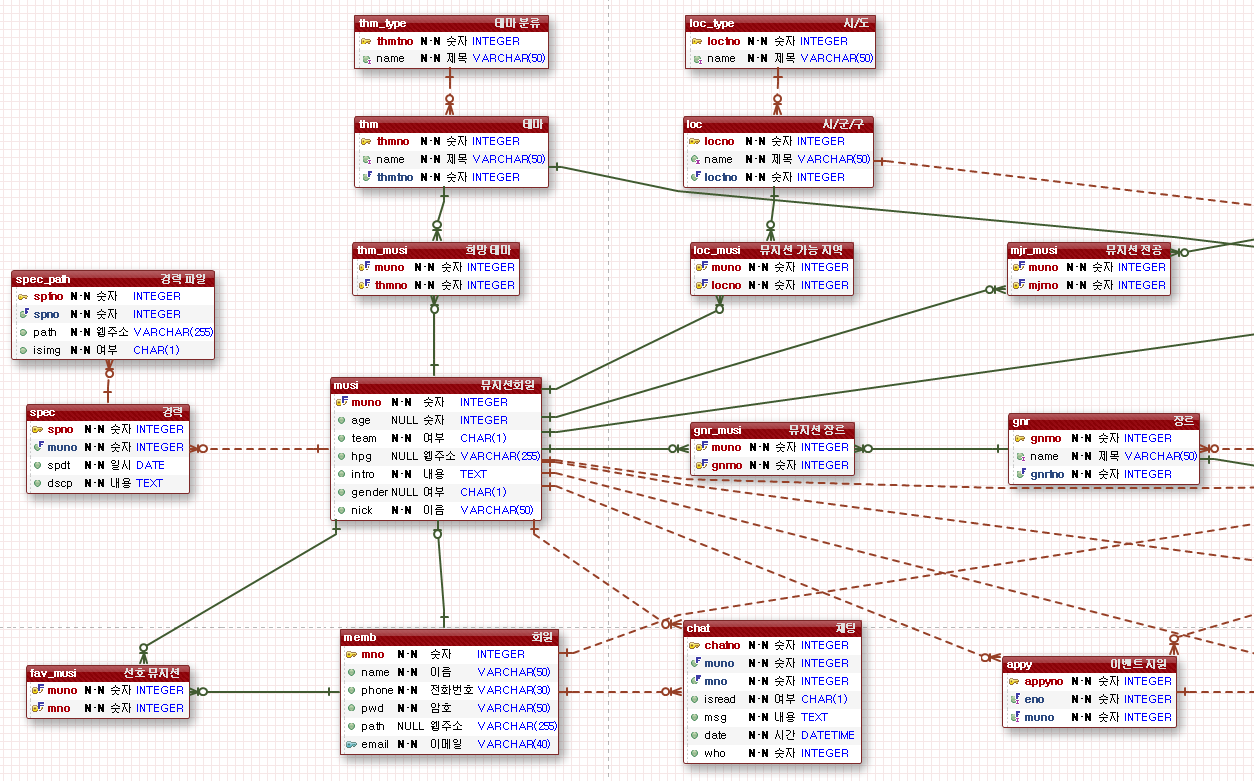 thm_type 테마 분류
thmtno N-N 숫자 INTEGER
name N-N 제목 VARCHAR(50)
loc_type 시/도
loctno N-N 숫자 INTEGER
name N-N 제목 VARCHAR(50)
thm 테마
thmno N-N 숫자 INTEGER
name N-N 제목 VARCHAR(50)
thmtno N-N 숫자 INTEGER
loc 시/군/구
locno N-N 숫자 INTEGER
name N-N 제목 VARCHAR(50)
loctno N-N 숫자 INTEGER
thm_musi 희망 테마
muno N-N 숫자 INTEGER
thmno N-N 숫자 INTEGER
loc_musi 뮤지션 가능 지역
muno N-N 숫자 INTEGER
locno N-N 숫자 INTEGER
mjr_musi 뮤지션 전공
muno N-N 숫자 INTEGER
mjrno N-N 숫자 INTEGER
spec_path 경력 파일
spfno N-N 숫자 INTEGER
spno N-N 숫자 INTEGER
path N-N 웹주소 VARCHAR(255)
isimg N-N 여부 CHAR(1)
spec 경력
spno N-N 숫자 INTEGER
muno N-N 숫자 INTEGER
spdt N-N 일시 DATE
dscp N-N 내용 TEXT
musi 뮤지션회원
muno N-N 숫자 INTEGER
age NULL 숫자 INTEGER
team N-N 여부 CHAR(1)
hpg NULL 웹주소 VARCHAR(255)
intro N-N 내용 TEXT
gender NULL 여부 CHAR(1)
nick N-N 이름 VARCHAR(50)
gnr_musi 뮤지션 장르
muno N-N 숫자 INTEGER
gnrno N-N 숫자 INTEGER
gnr 장르
gnrno N-N 숫자 INTEGER
name N-N 제목 VARCHAR(50)
gnrtno N-N 숫자 INTEGER
fav_musi 선호 뮤지션
muno N-N 숫자 INTEGER
mno N-N 숫자 INTEGER
memb 회원
mno N-N 숫자 INTEGER
name N-N 이름 VARCHAR(50)
phone N-N 전화번호 VARCHAR(30)
pwd N-N 암호 VARCHAR(50)
path NULL 웹주소 VARCHAR(255)
email N-N 이메일 VARCHAR(40)
chat 채팅
chatno N-N 숫자 INTEGER
muno N-N 숫자 INTEGER
mno N-N 숫자 INTEGER
isread N-N 여부 CHAR(1)
msg N-N 내용 TEXT
date N-N 시간 DATETIME
who N-N 숫자 INTEGER
appy 이벤트 지원
appyno N-N 숫자 INTEGER
eno N-N 숫자 INTEGER
muno N-N 숫자 INTEGER